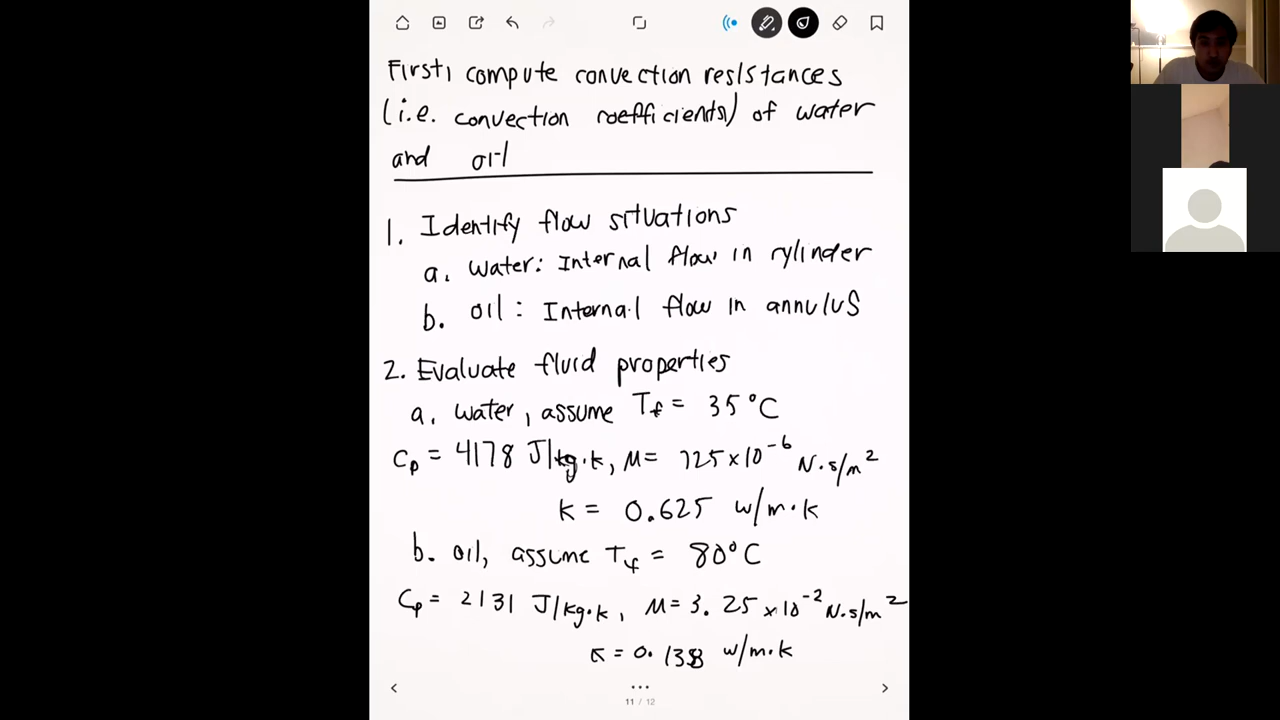 First, compute convection resistances
(i.e. convection coefficients) of water
and oil
1. Identify flow situations
a. water: Internal flow in cylinder
b. oil: Internal flow in annulus
2. Evaluate fluid properties
a. water, assume Tf = 35°C
Cp = 4178 J/kg·K, μ = 725×10^-6 N·s/m^2
k = 0.625 W/m·K
b. oil, assume Tf = 80°C
Cp = 2131 J/kg·K, μ = 3.25×10^-2 N·s/m^2
k = 0.138 W/m·K
11 / 12